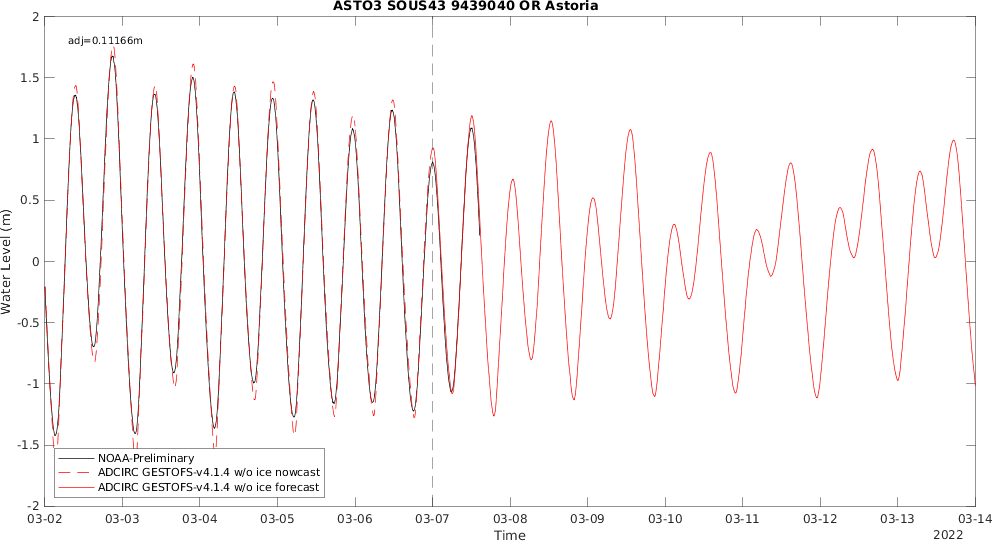 ASTO3 SOUS43 9439040 OR Astoria
adj=0.11166m
2
1.5
1
0.5
0
-0.5
-1
-1.5
-2
Water Level (m)
NOAA-Preliminary
ADCIRC GESTOFS-v4.1.4 w/o ice nowcast
ADCIRC GESTOFS-v4.1.4 w/o ice forecast
03-02 03-03 03-04 03-05 03-06 03-07 03-08 03-09 03-10 03-11 03-12 03-13 03-14
Time
2022